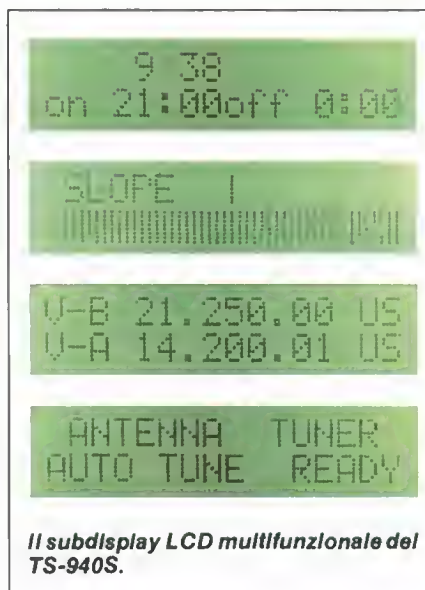 9 38
on 21:00off 0:00
SLOPE
V-B 21.250.00 US
V-A 14.200.01 US
ANTENNA TUNER
AUTO TUNE READY
Il subdisplay LCD multifunzionale del
TS-940S.